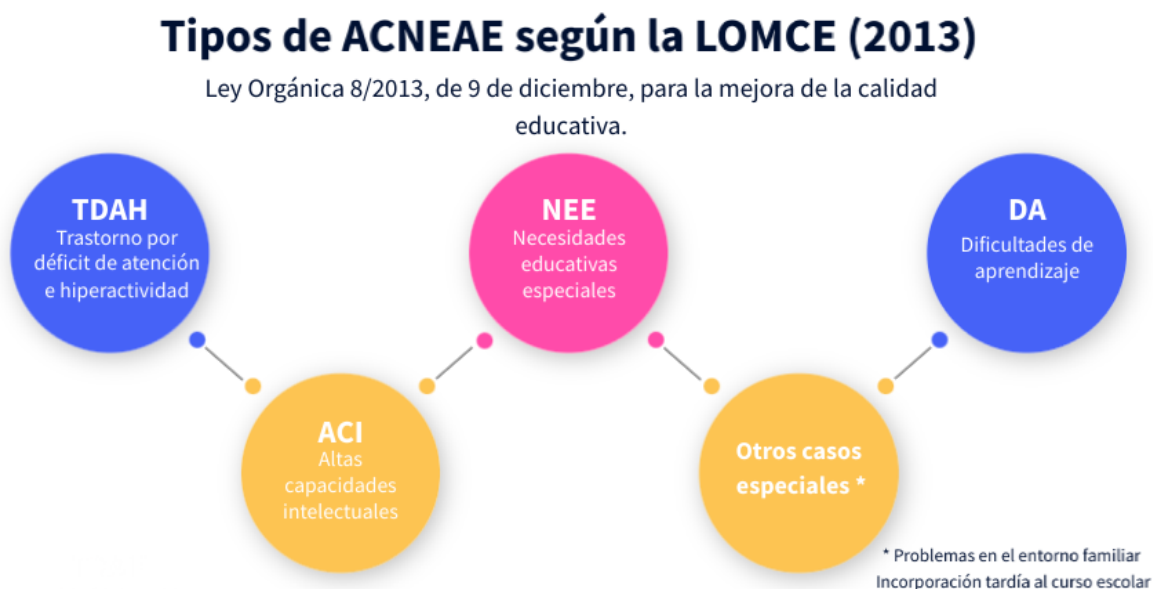 Tipos de ACNEAE según la LOMCE (2013)
Ley Orgánica 8/2013, de 9 de diciembre, para la mejora de la calidad
educativa.
TDAH
Trastorno por
déficit de atención
e hiperactividad
NEE
Necesidades
educativas
especiales
DA
Dificultades de
aprendizaje
ACI
Altas
capacidades
intelectuales
Otros casos
especiales *
* Problemas en el entorno familiar
Incorporación tardía al curso escolar